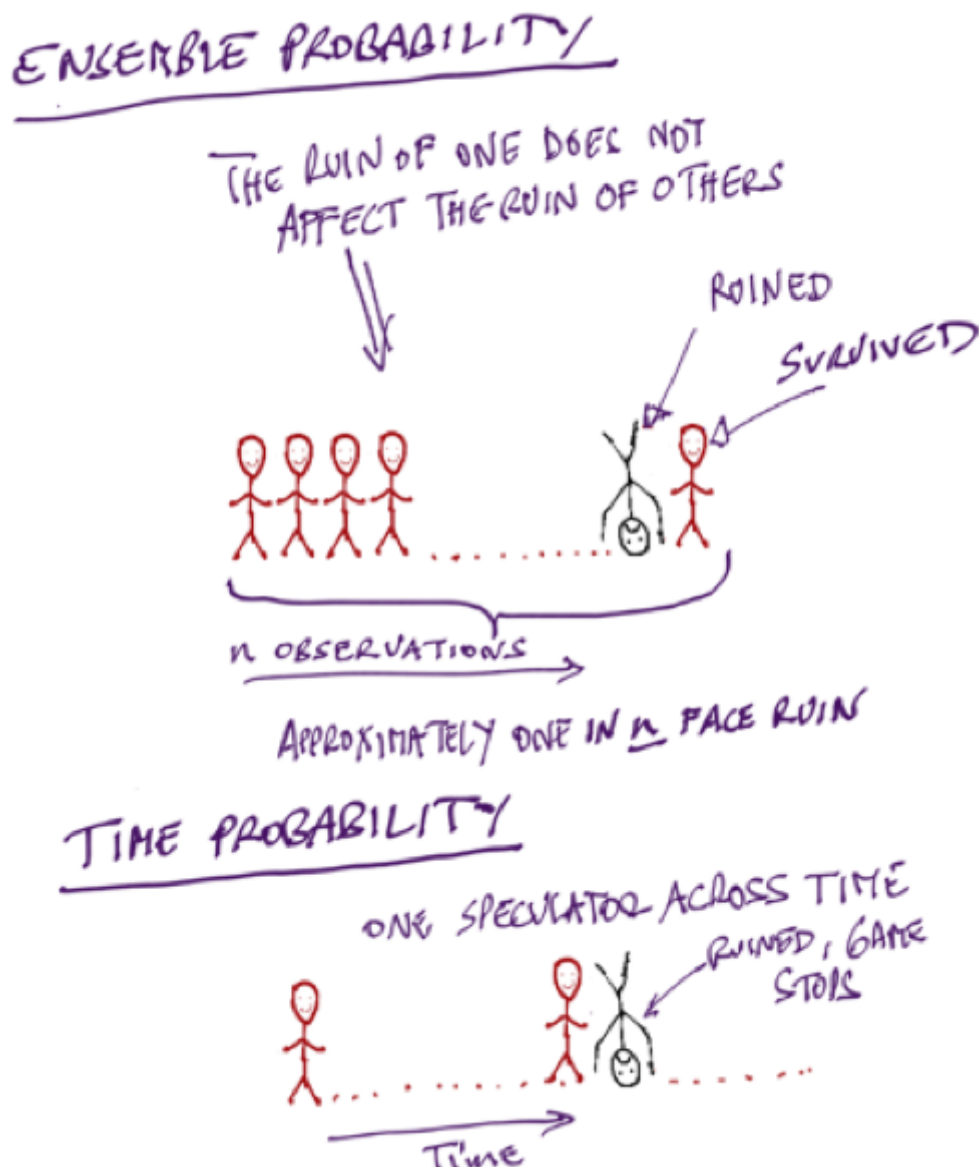 ENSEMBLE PROBABILITY
THE RUIN OF ONE DOES NOT
AFFECT THE RUIN OF OTHERS
RUINED
SURVIVED
n OBSERVATIONS
APPROXIMATELY ONE IN n FACE RUIN
TIME PROBABILITY
ONE SPECULATOR ACROSS TIME
RUINED, GAME
STOPS
Time